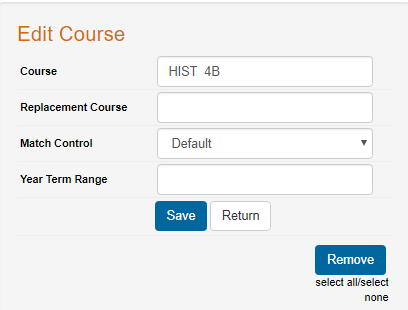 Edit Course
Course HIST 4B
Replacement Course
Match Control Default
Year Term Range
Save Return
Remove
select all/select
none